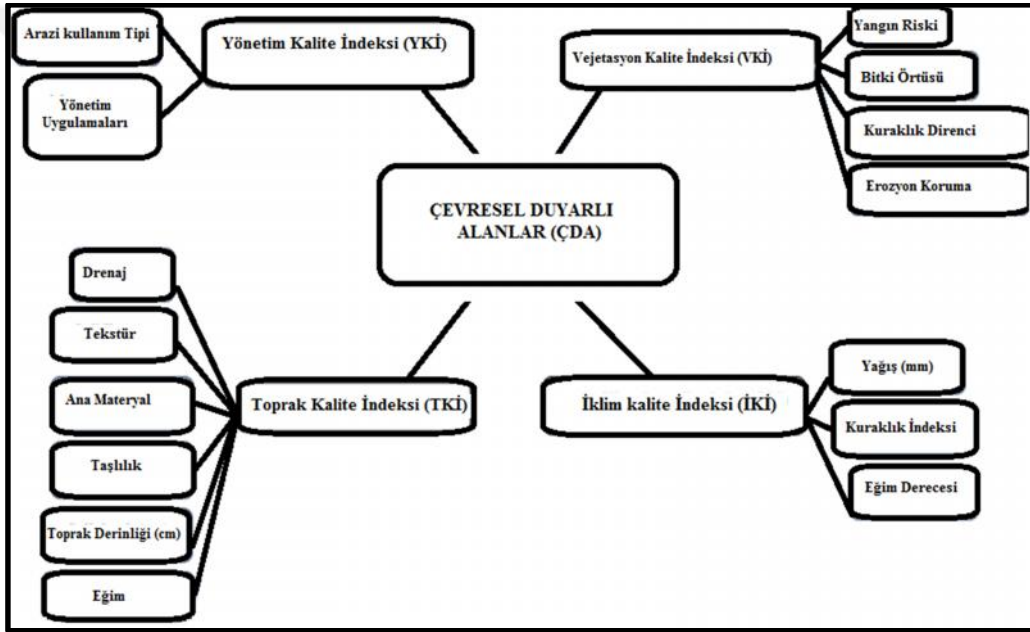 Arazi kullanım Tipi
Yönetim
Uygulamaları
Yönetim Kalite İndeksi (YKİ)
Vejetasyon Kalite İndeksi (VKİ)
Yangın Riski
Bitki Örtüsü
Kuraklık Direnci
Erozyon Koruma
ÇEVRESEL DUYARLI
ALANLAR (ÇDA)
Drenaj
Tekstür
Ana Materyal
Taşlılık
Toprak Derinliği (cm)
Eğim
Toprak Kalite İndeksi (TKİ)
İklim kalite İndeksi (İKİ)
Yağış (mm)
Kuraklık İndeksi
Eğim Derecesi